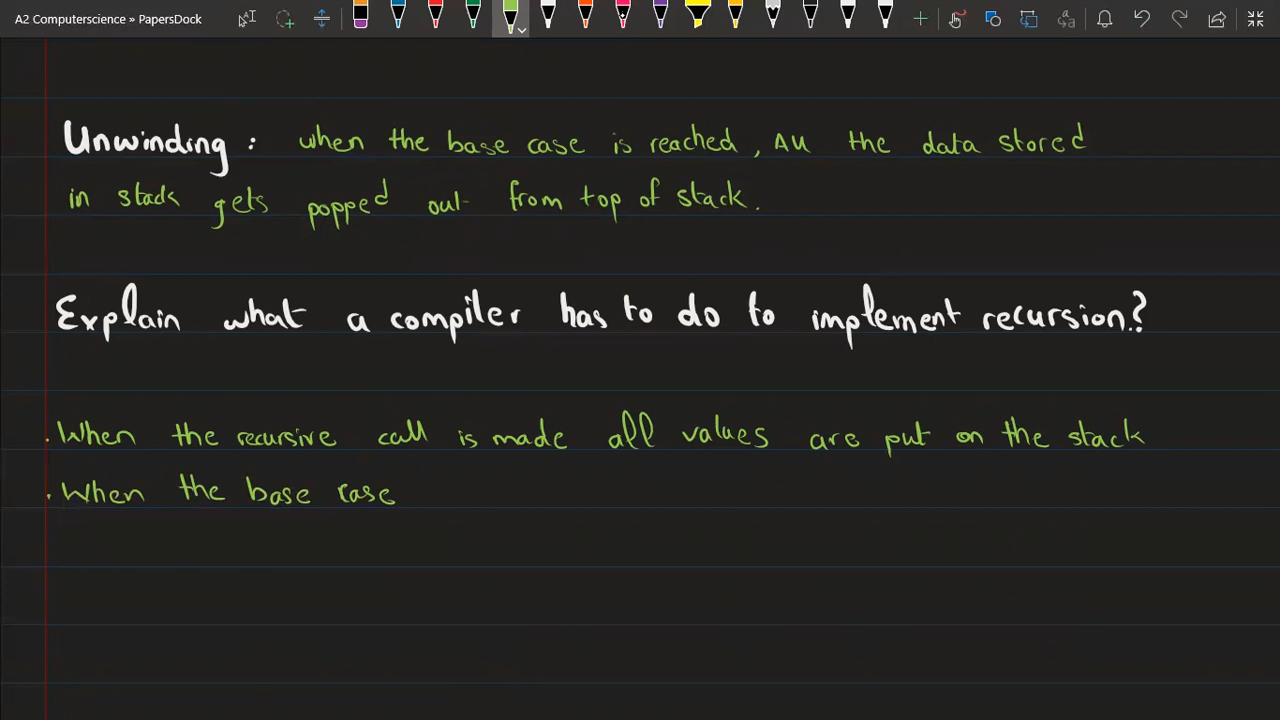 A2 Computerscience » PapersDock
Unwinding : when the base case is reached, All the data stored
in stack gets popped out from top of stack.
Explain what a compiler has to do to implement recursion?
. When the recursive call is made all values are put on the stack
. When the base case